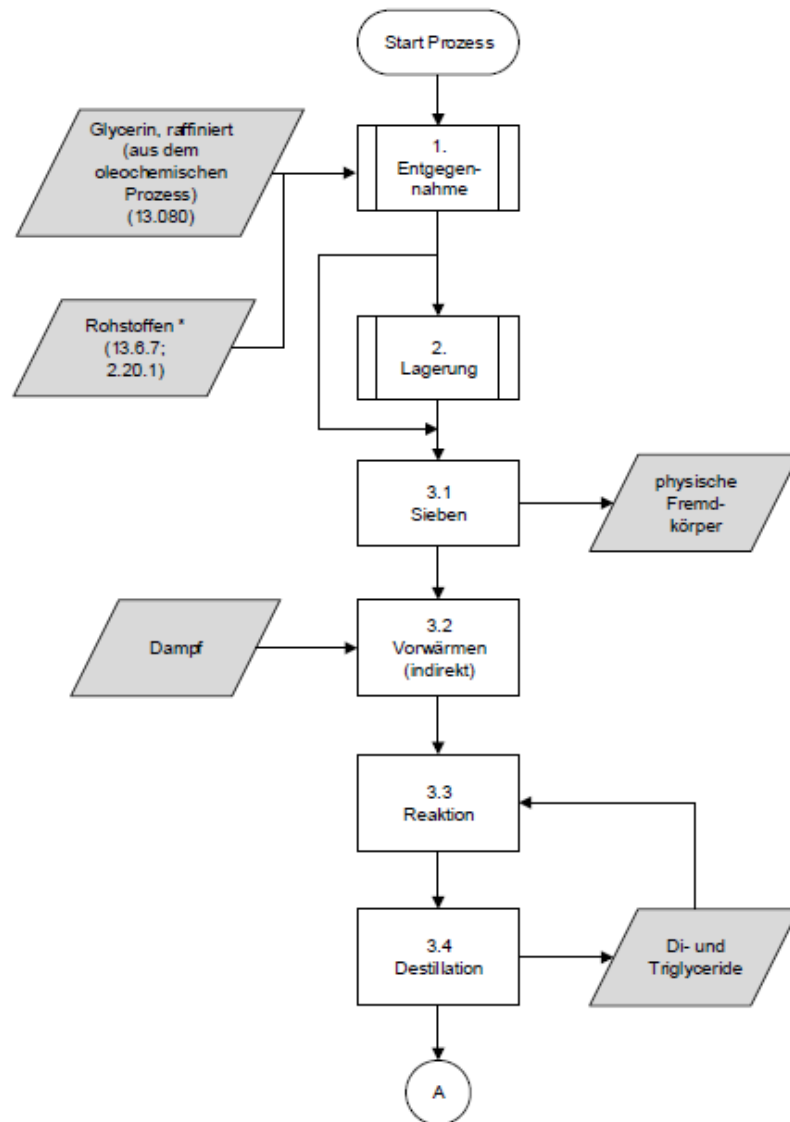 Start Prozess
Glycerin, raffiniert
(aus dem
oleochemischen
Prozess)
(13.080)
1.
Entgegen-
nahme
Rohstoffen *
(13.6.7;
2.20.1)
2.
Lagerung
3.1
Sieben
physische
Fremd-
körper
Dampf
3.2
Vorwärmen
(indirekt)
3.3
Reaktion
3.4
Destillation
Di- und
Triglyceride
A